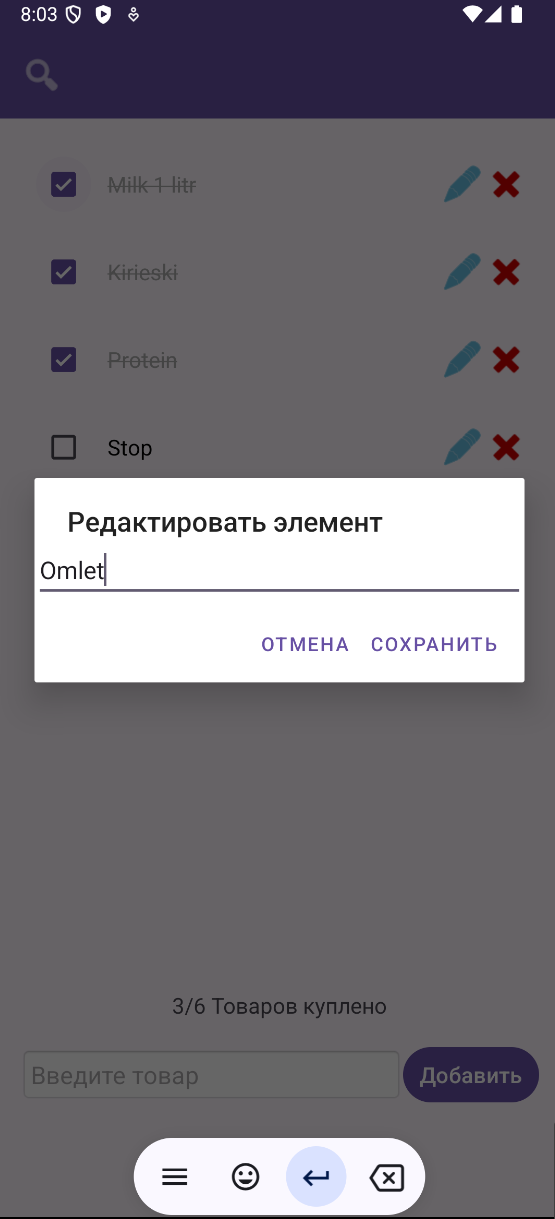 8:03
Milk 1 litr
Kirieski
Protein
Stop
Редактировать элемент
Omlet
ОТМЕНА СОХРАНИТЬ
3/6 Товаров куплено
Введите товар
Добавить